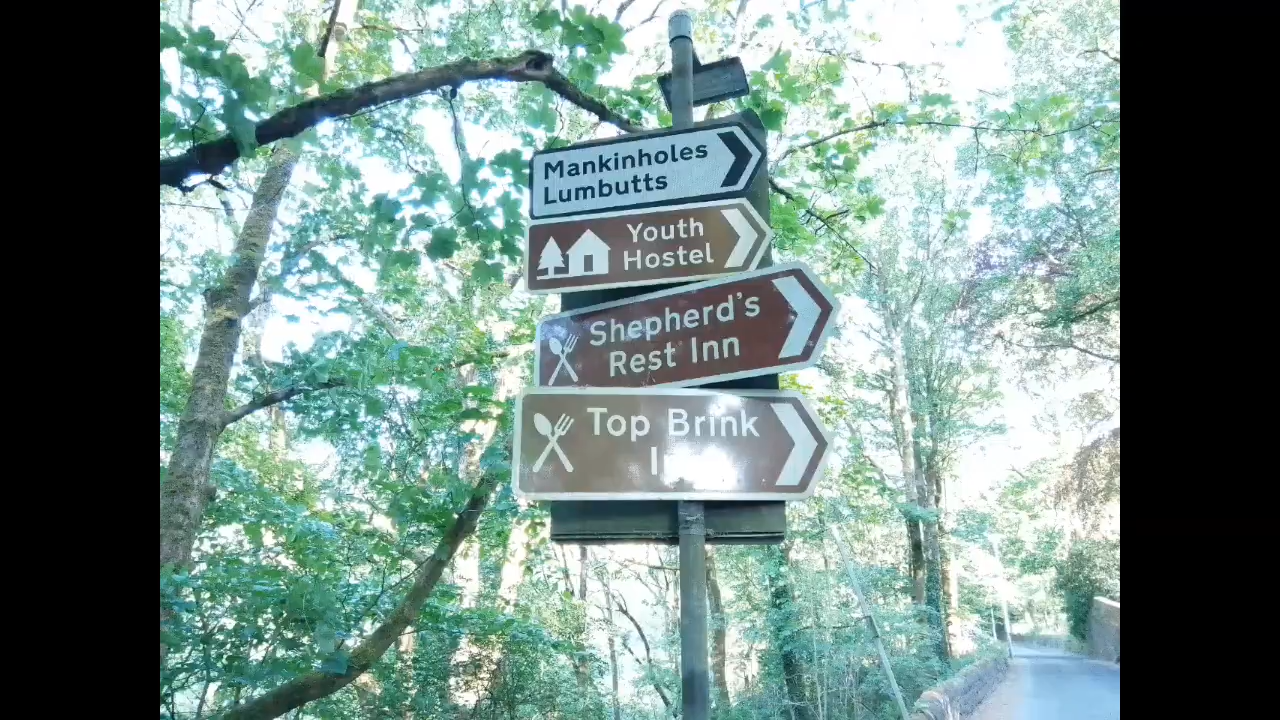 Mankinholes
Lumbutts
Youth
Hostel
Shepherd's
Rest Inn
Top Brink